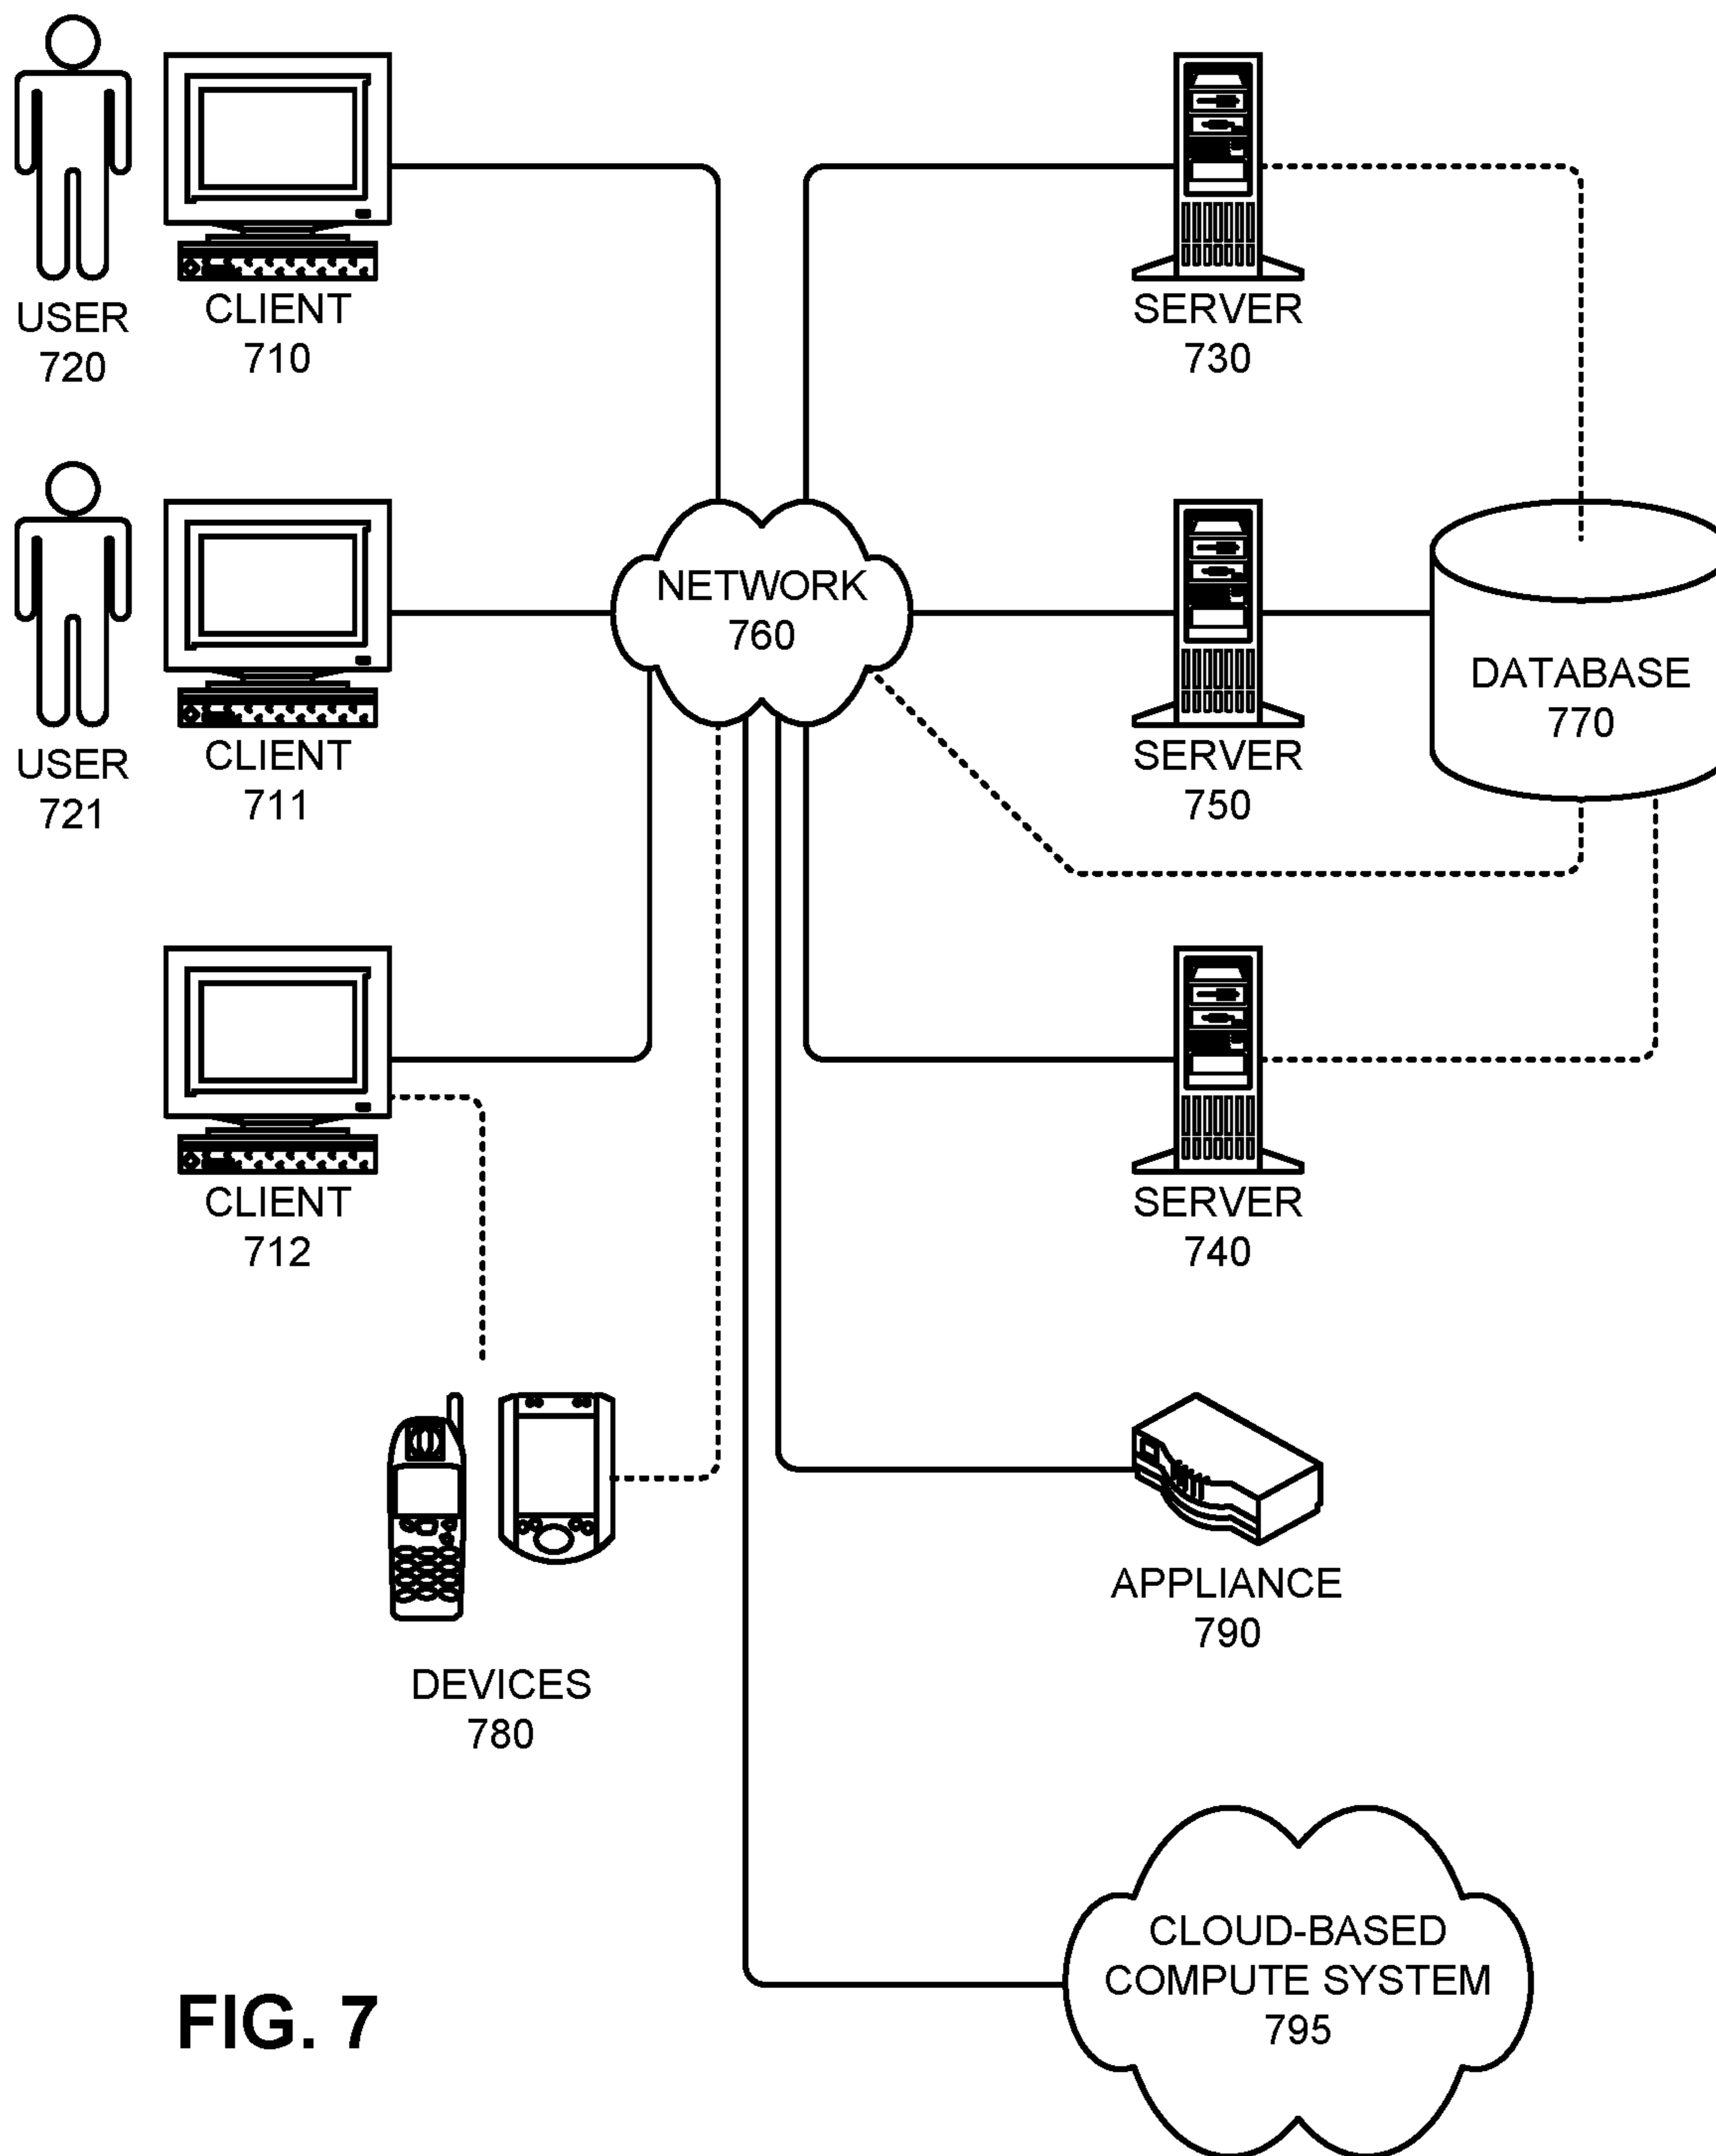 USER
720
CLIENT
710
SERVER
730
USER
721
CLIENT
711
NETWORK
760
SERVER
750
DATABASE
770
CLIENT
712
SERVER
740
DEVICES
780
APPLIANCE
790
CLOUD-BASED
COMPUTE SYSTEM
795
FIG. 7